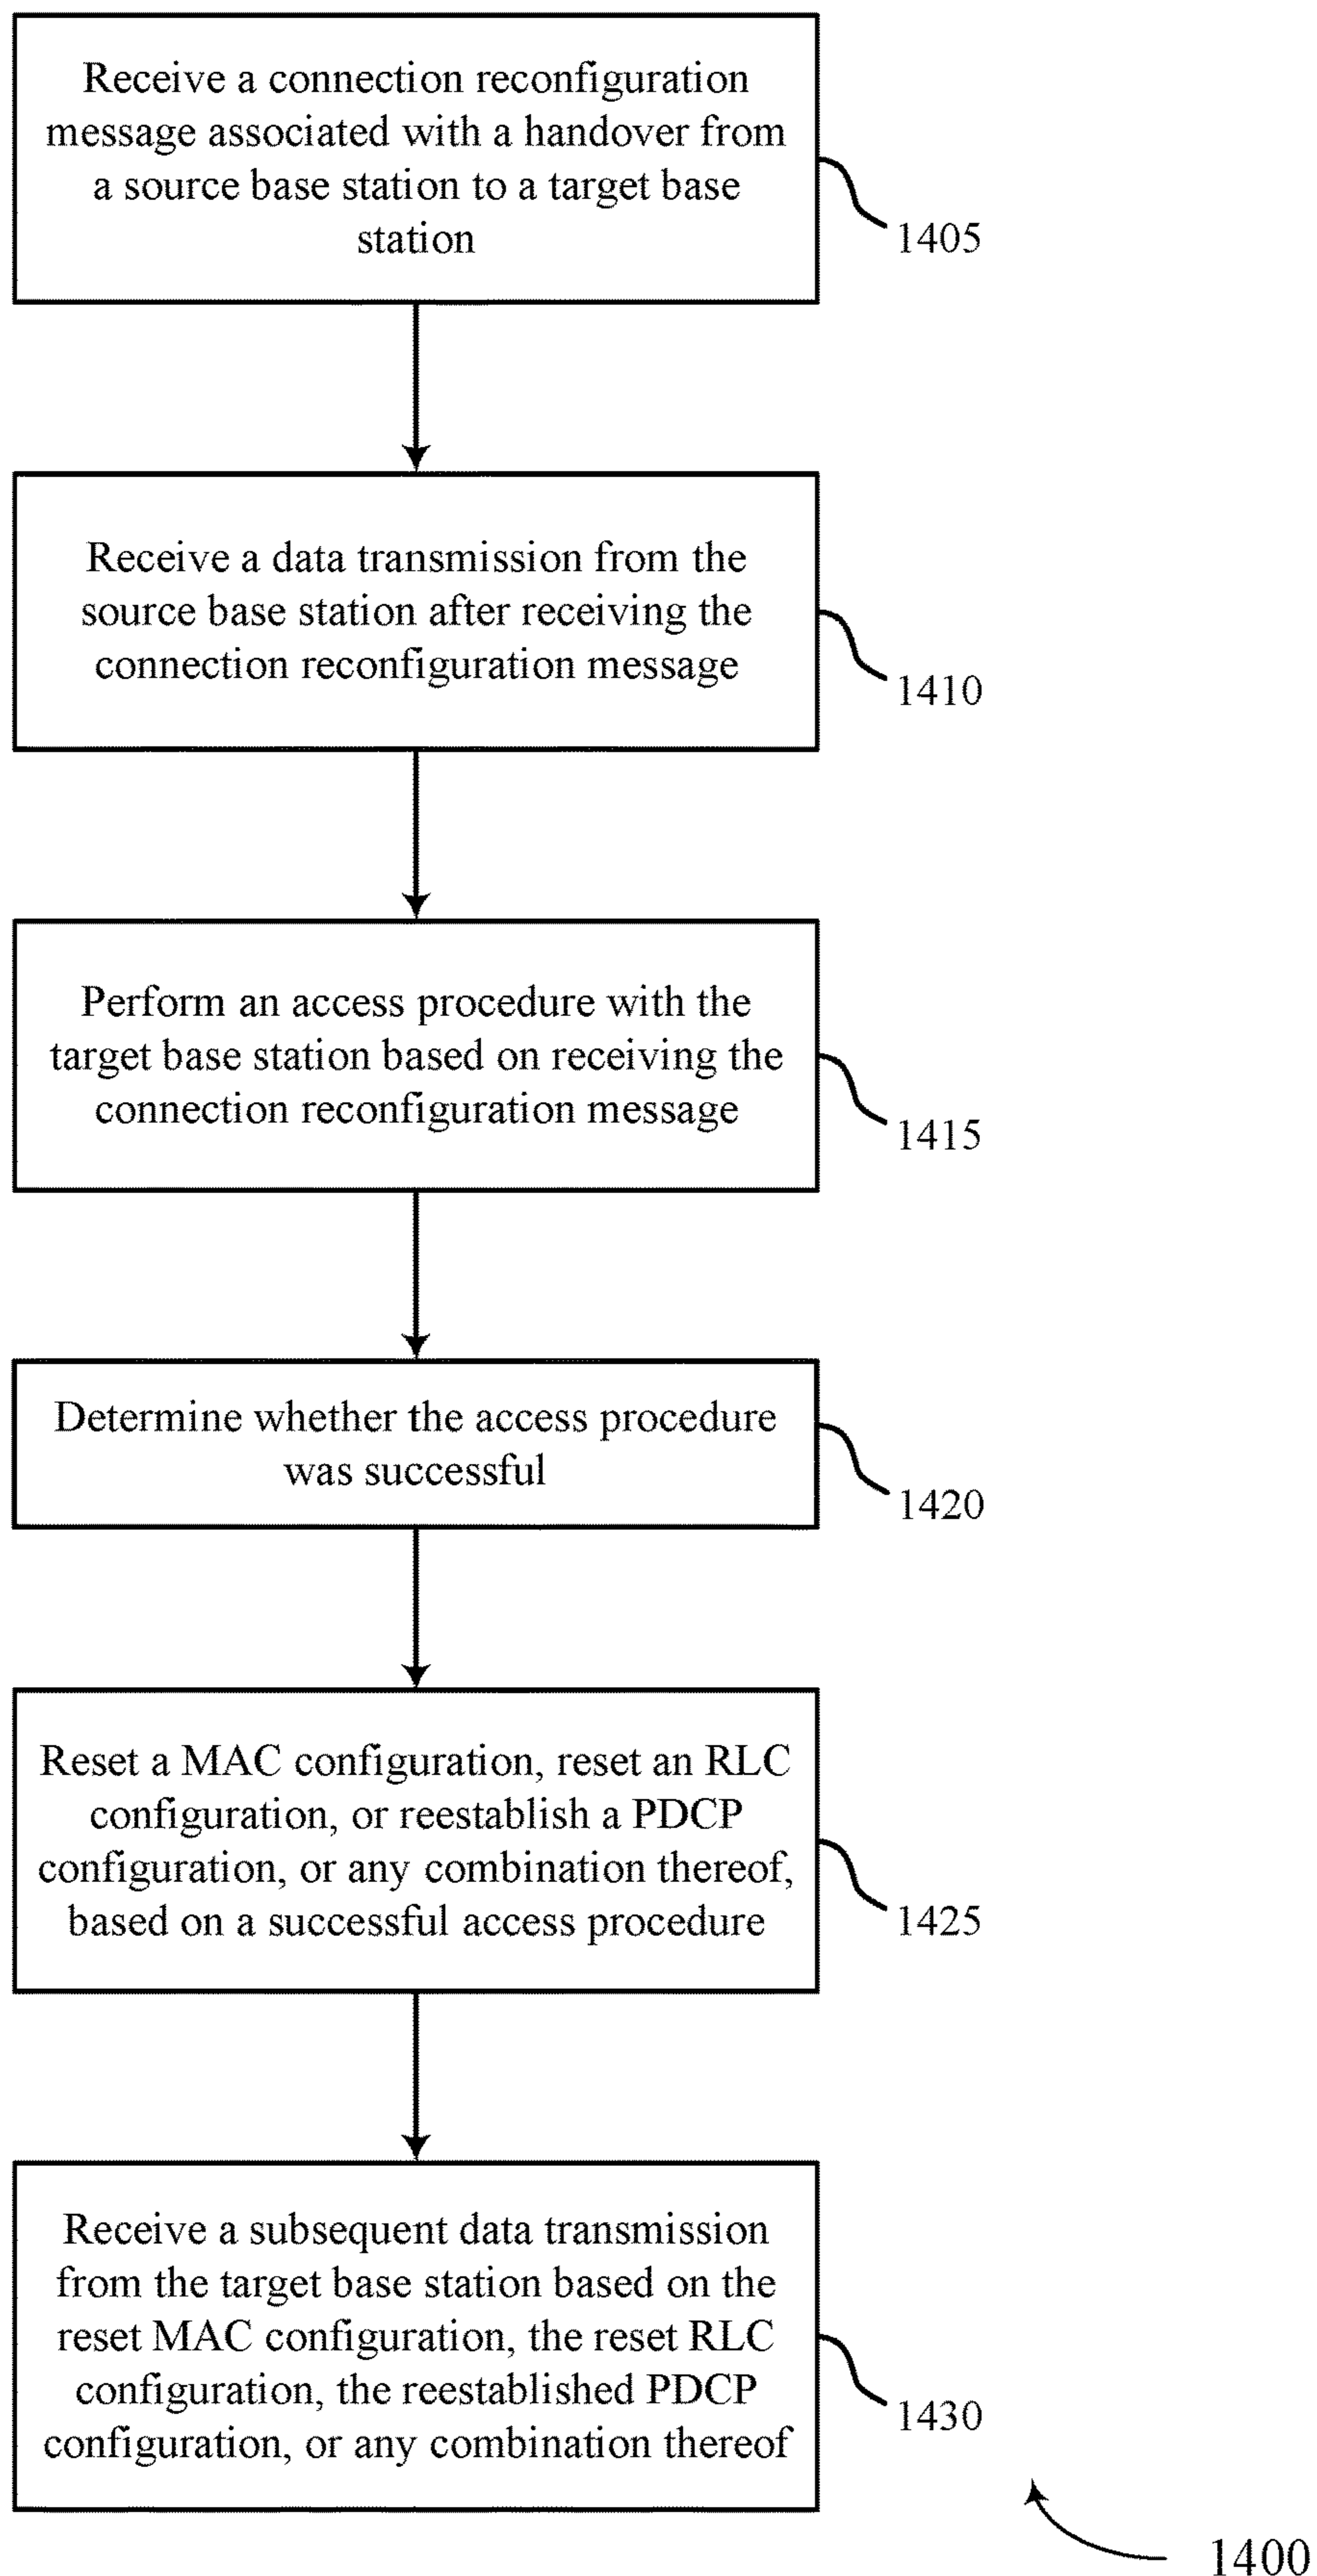 Receive a connection reconfiguration
message associated with a handover from
a source base station to a target base
station
1405
Receive a data transmission from the
source base station after receiving the
connection reconfiguration message
1410
Perform an access procedure with the
target base station based on receiving the
connection reconfiguration message
1415
Determine whether the access procedure
was successful
1420
Reset a MAC configuration, reset an RLC
configuration, or reestablish a PDCP
configuration, or any combination thereof,
based on a successful access procedure
1425
Receive a subsequent data transmission
from the target base station based on the
reset MAC configuration, the reset RLC
configuration, the reestablished PDCP
configuration, or any combination thereof
1430
1400